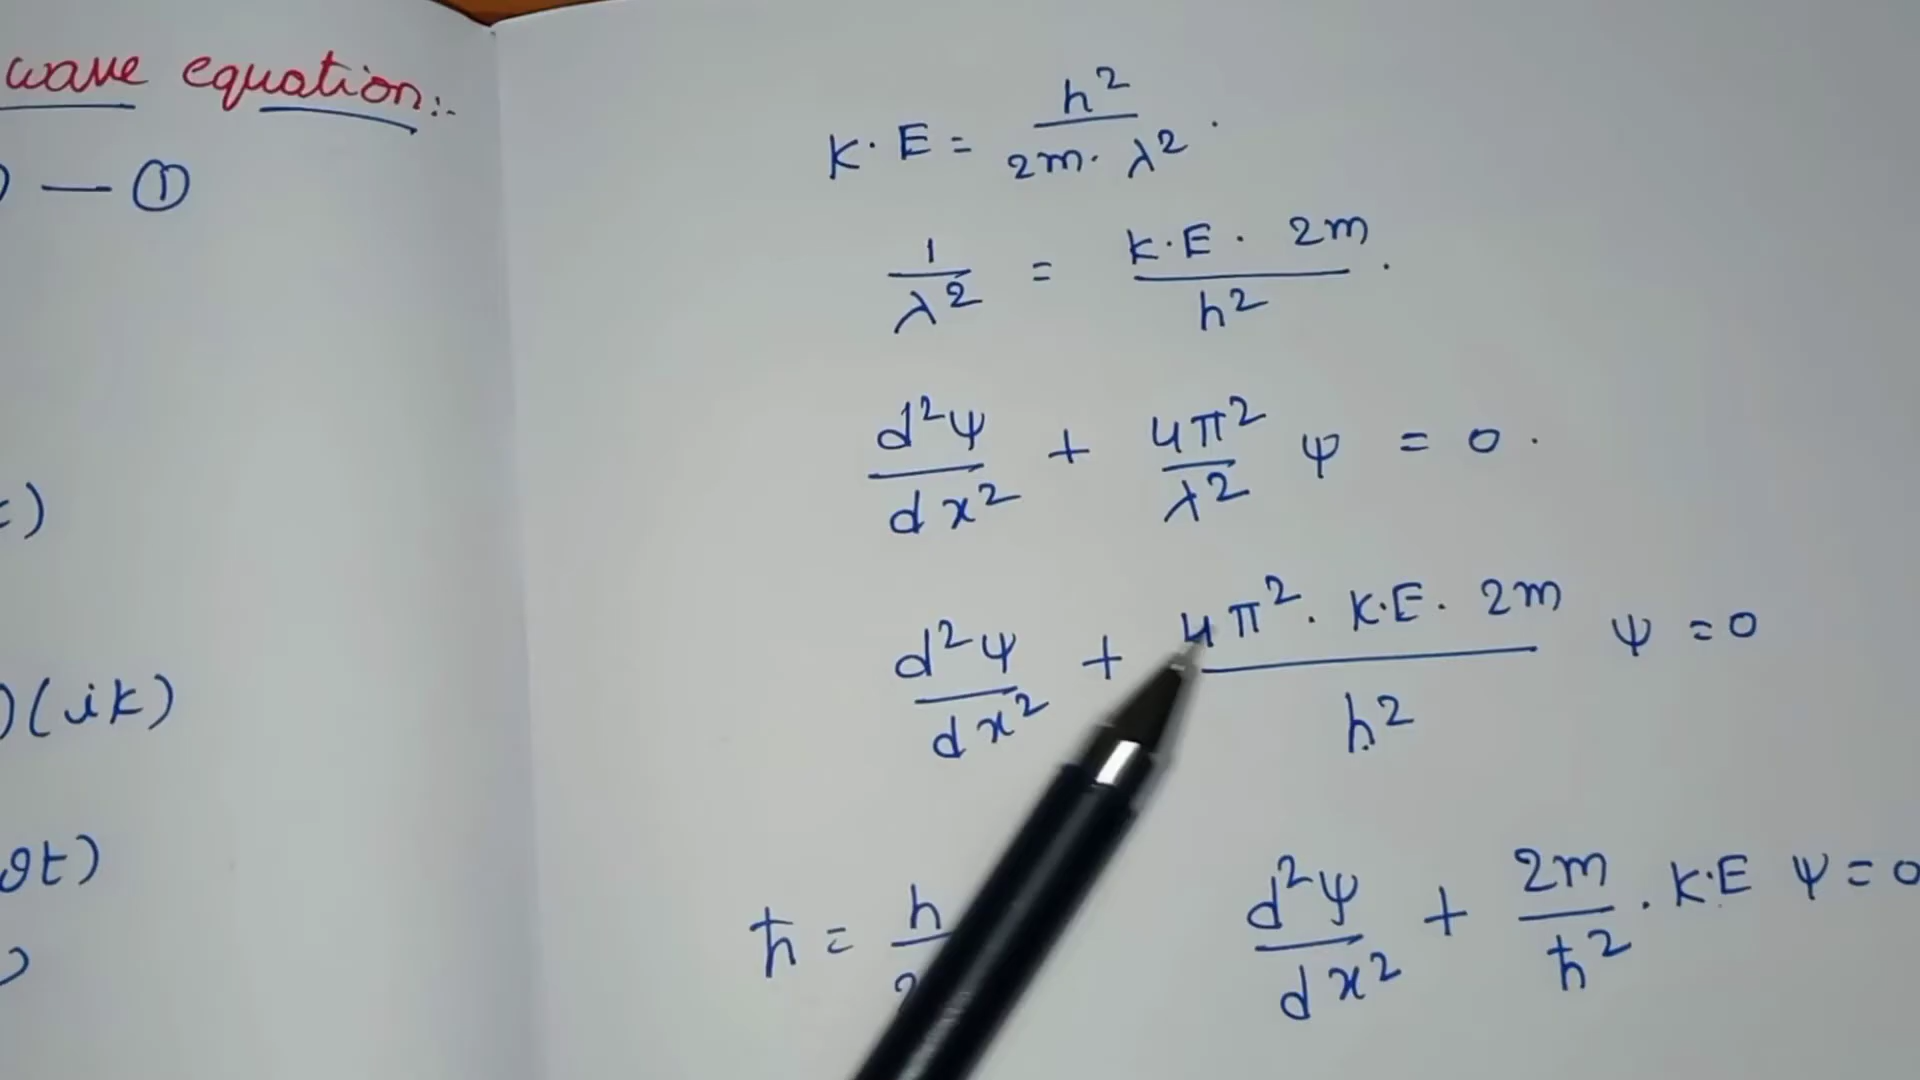 wave equation:-
) — ①
)
)(ik)
t)
K.E = h²/2m. λ².
1/λ² = K.E. 2m/h².
d²ψ/dx² + 4π²/λ² ψ = 0.
d²ψ/dx² + 4π². K.E. 2m/h² ψ = 0
ħ = h/2
d²ψ/dx² + 2m/ħ². K.E ψ = 0